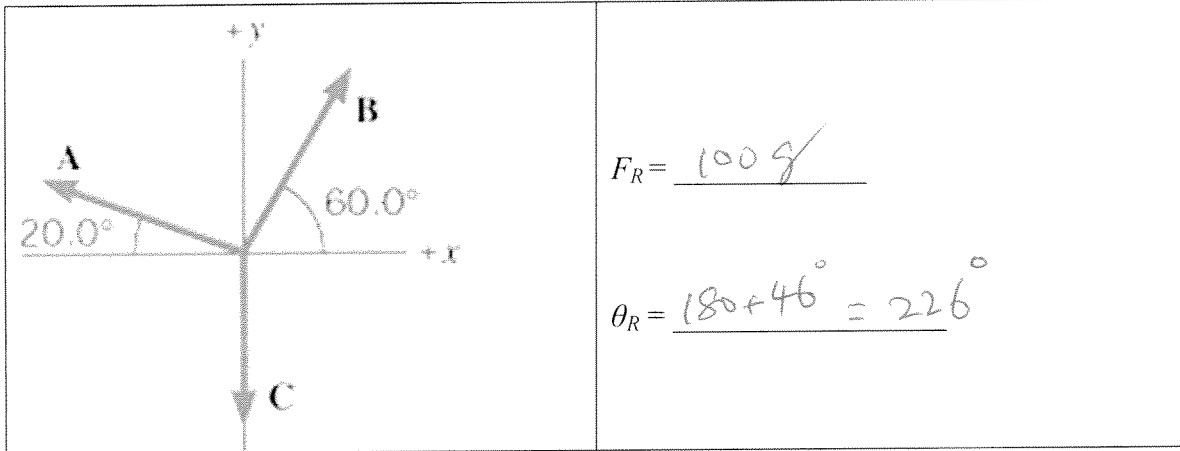 +y
B
A
60.0°
20.0°
+x
C
F_R = 100 g
θ_R = 180+46° = 226°